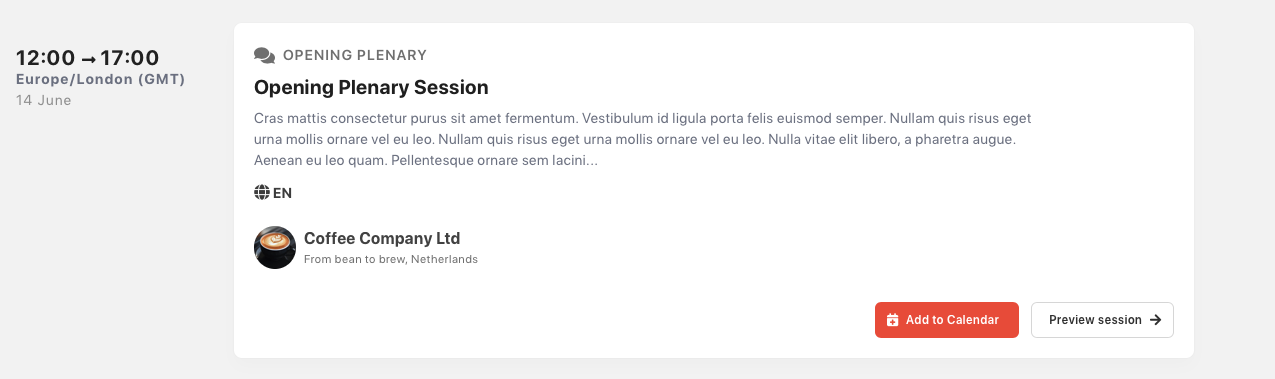 12:00 → 17:00
Europe/London (GMT)
14 June
OPENING PLENARY
Opening Plenary Session
Cras mattis consectetur purus sit amet fermentum. Vestibulum id ligula porta felis euismod semper. Nullam quis risus eget
urna mollis ornare vel eu leo. Nullam quis risus eget urna mollis ornare vel eu leo. Nulla vitae elit libero, a pharetra augue.
Aenean eu leo quam. Pellentesque ornare sem lacini...
EN
Coffee Company Ltd
From bean to brew, Netherlands
Add to Calendar
Preview session →